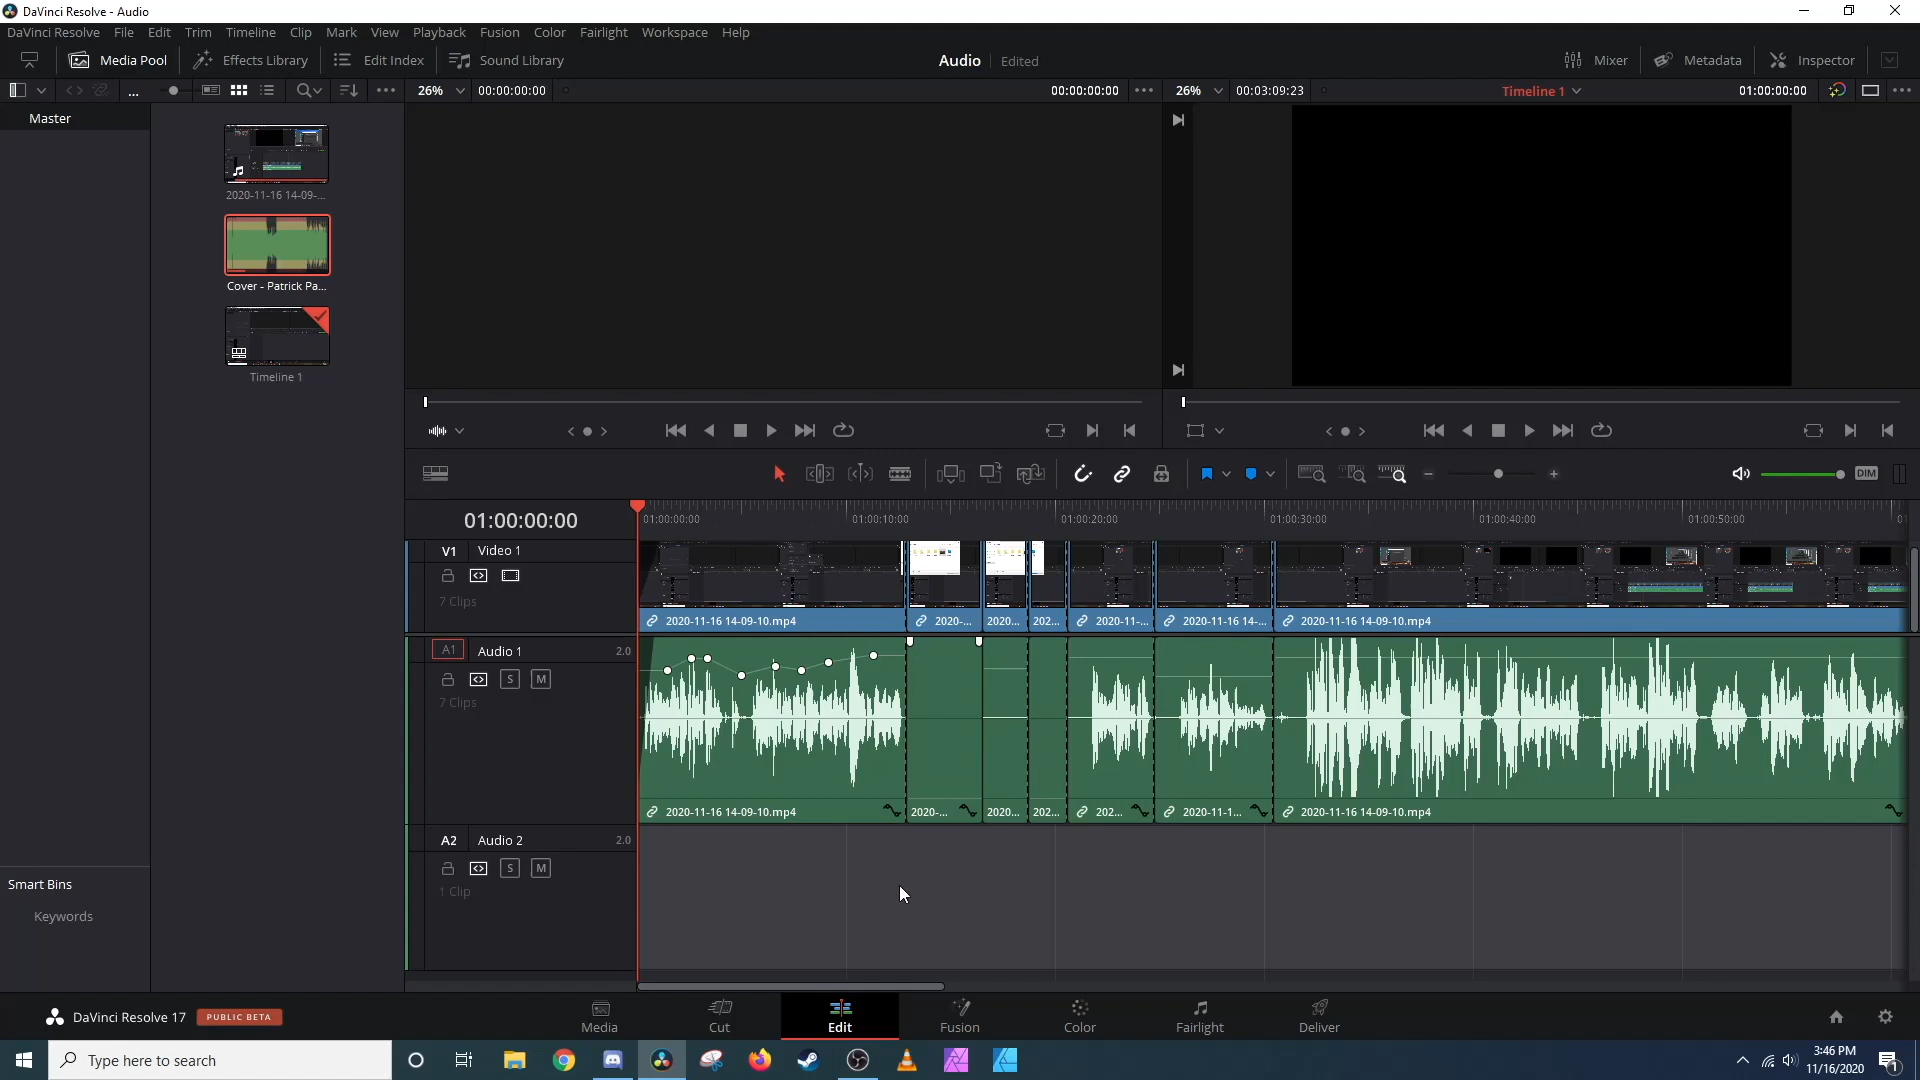 DaVinci Resolve - Audio
DaVinci Resolve File Edit Trim Timeline Clip Mark View Playback Fusion Color Fairlight Workspace Help
Media Pool Effects Library Edit Index Sound Library Audio Edited Mixer Metadata Inspector
... 26% 00:00:00:00 00:00:00:00 26% 00:03:09:23 Timeline 1 01:00:00:00
Master
2020-11-16 14-09-...
Cover - Patrick Pa...
Timeline 1
DIM
01:00:00:00 01:00:00:00 01:00:10:00 01:00:20:00 01:00:30:00 01:00:40:00 01:00:50:00 01
V1 Video 1
7 Clips
2020-11-16 14-09-10.mp4 2020-... 2020... 202... 2020-11-... 2020-11-16 14-... 2020-11-16 14-09-10.mp4
A1 Audio 1 2.0
S M
7 Clips
2020-11-16 14-09-10.mp4 2020-... 2020... 202... 202... 2020-11-1... 2020-11-16 14-09-10.mp4
A2 Audio 2 2.0
S M
1 Clip
Smart Bins
Keywords
DaVinci Resolve 17 PUBLIC BETA
Media Cut Edit Fusion Color Fairlight Deliver
Type here to search
3:46 PM
11/16/2020
1